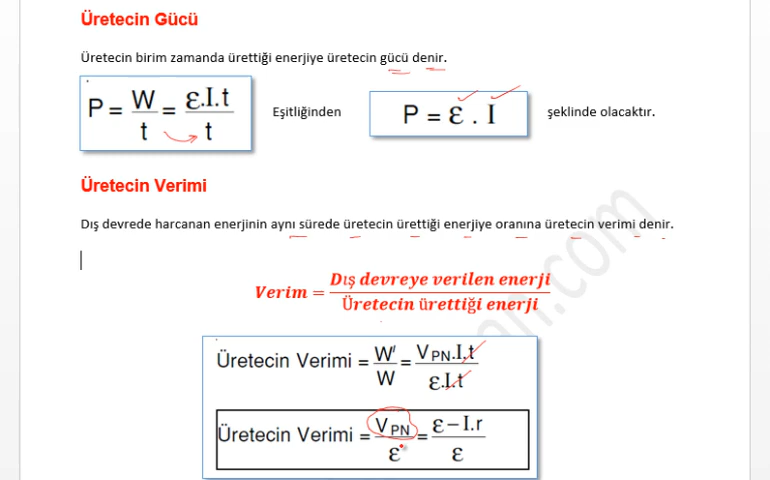 Üretecin Gücü
Üretecin birim zamanda ürettiği enerjiye üretecin gücü denir.
P = W/t = Ɛ.I.t/t Eşitliğinden P = Ɛ . I şeklinde olacaktır.
Üretecin Verimi
Dış devrede harcanan enerjinin aynı sürede üretecin ürettiği enerjiye oranına üretecin verimi denir.
Verim = Dış devreye verilen enerji / Üretecin ürettiği enerji
Üretecin Verimi = W'/W = V_PN.I.t/Ɛ.I.t
Üretecin Verimi = V_PN/Ɛ = Ɛ−I.r/Ɛ
.com